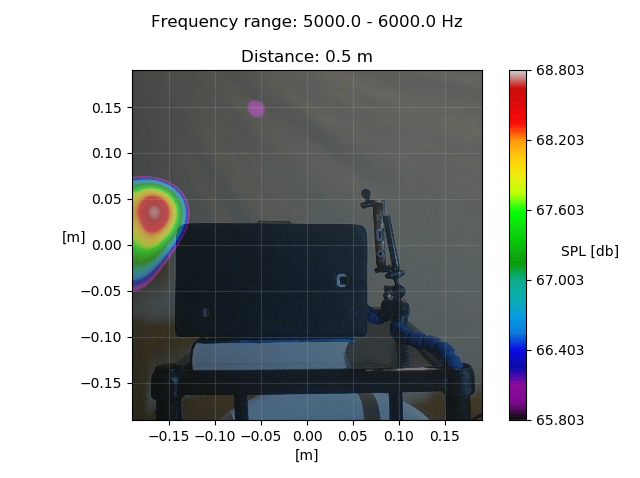 Frequency range: 5000.0 - 6000.0 Hz
Distance: 0.5 m
0.15
0.10
0.05
0.00
−0.05
−0.10
−0.15
[m]
−0.15 −0.10 −0.05 0.00 0.05 0.10 0.15
[m]
68.803
68.203
67.603
67.003
66.403
65.803
SPL [db]